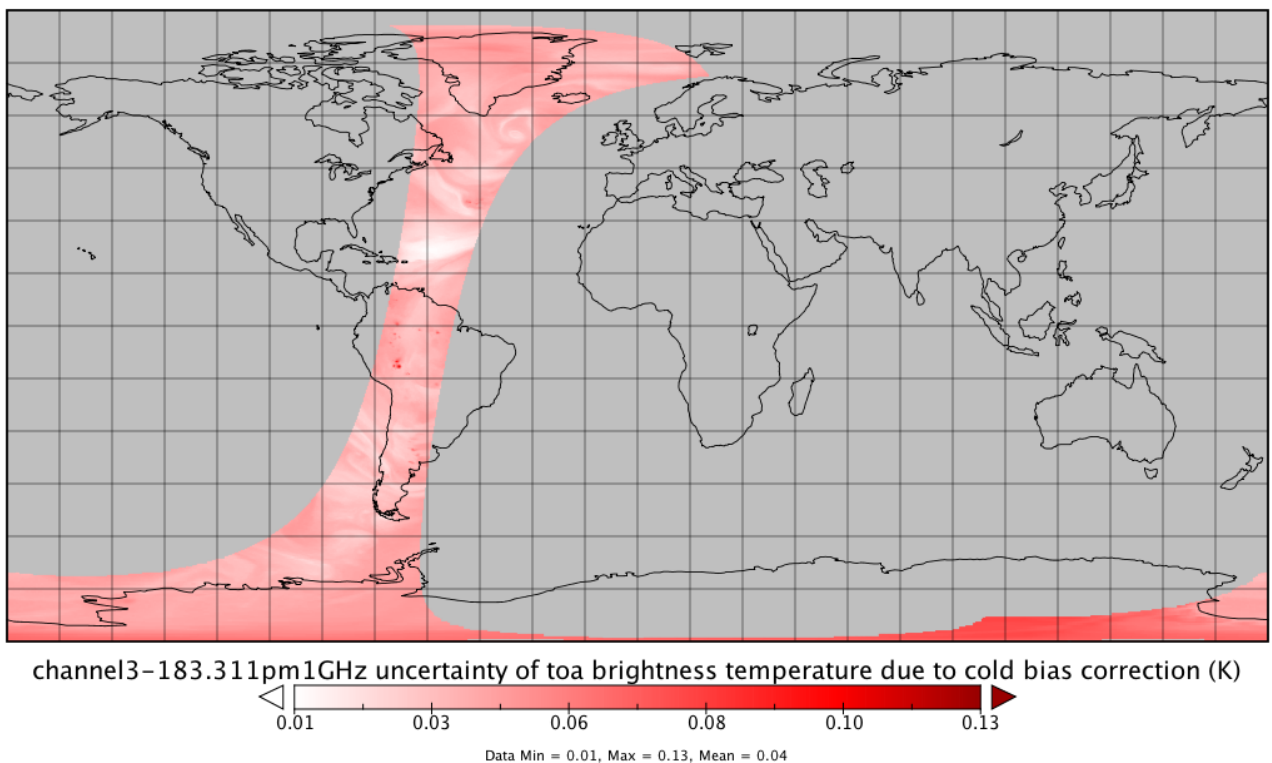 channel3-183.311pm1GHz uncertainty of toa brightness temperature due to cold bias correction (K)
0.01 0.03 0.06 0.08 0.10 0.13
Data Min = 0.01, Max = 0.13, Mean = 0.04